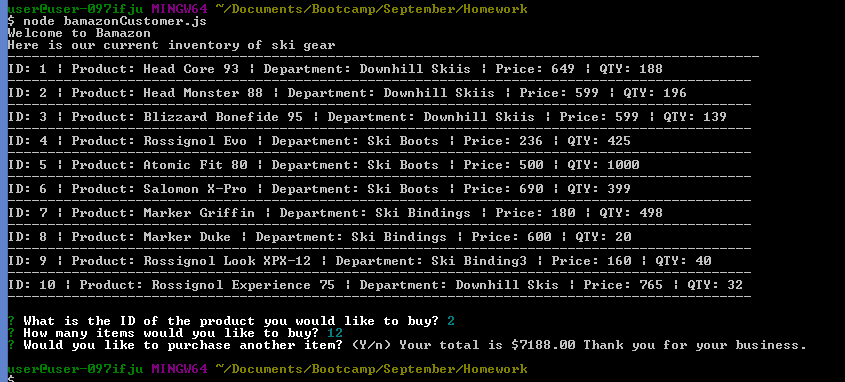 user@user-097ifju MINGW64 ~/Documents/Bootcamp/September/Homework
$ node bamazonCustomer.js
Welcome to Bamazon
Here is our current inventory of ski gear
--------------------------------------------------------------------------------------------------
ID: 1 | Product: Head Core 93 | Department: Downhill Skiis | Price: 649 | QTY: 188
-------------------------------------------------------------------------------------------------
ID: 2 | Product: Head Monster 88 | Department: Downhill Skiis | Price: 599 | QTY: 196
-------------------------------------------------------------------------------------------------
ID: 3 | Product: Blizzard Bonefide 95 | Department: Downhill Skiis | Price: 599 | QTY: 139
-------------------------------------------------------------------------------------------------
ID: 4 | Product: Rossignol Evo | Department: Ski Boots | Price: 236 | QTY: 425
-------------------------------------------------------------------------------------------------
ID: 5 | Product: Atomic Fit 80 | Department: Ski Boots | Price: 500 | QTY: 1000
-------------------------------------------------------------------------------------------------
ID: 6 | Product: Salomon X-Pro | Department: Ski Boots | Price: 690 | QTY: 399
-------------------------------------------------------------------------------------------------
ID: 7 | Product: Marker Griffin | Department: Ski Bindings | Price: 180 | QTY: 498
-------------------------------------------------------------------------------------------------
ID: 8 | Product: Marker Duke | Department: Ski Bindings | Price: 600 | QTY: 20
-------------------------------------------------------------------------------------------------
ID: 9 | Product: Rossignol Look XPX-12 | Department: Ski Binding3 | Price: 160 | QTY: 40
-------------------------------------------------------------------------------------------------
ID: 10 | Product: Rossignol Experience 75 | Department: Downhill Skis | Price: 765 | QTY: 32
-------------------------------------------------------------------------------------------------
? What is the ID of the product you would like to buy? 2
? How many items would you like to buy? 12
? Would you like to purchase another item? (Y/n) Your total is $7188.00 Thank you for your business.
user@user-097ifju MINGW64 ~/Documents/Bootcamp/September/Homework
$